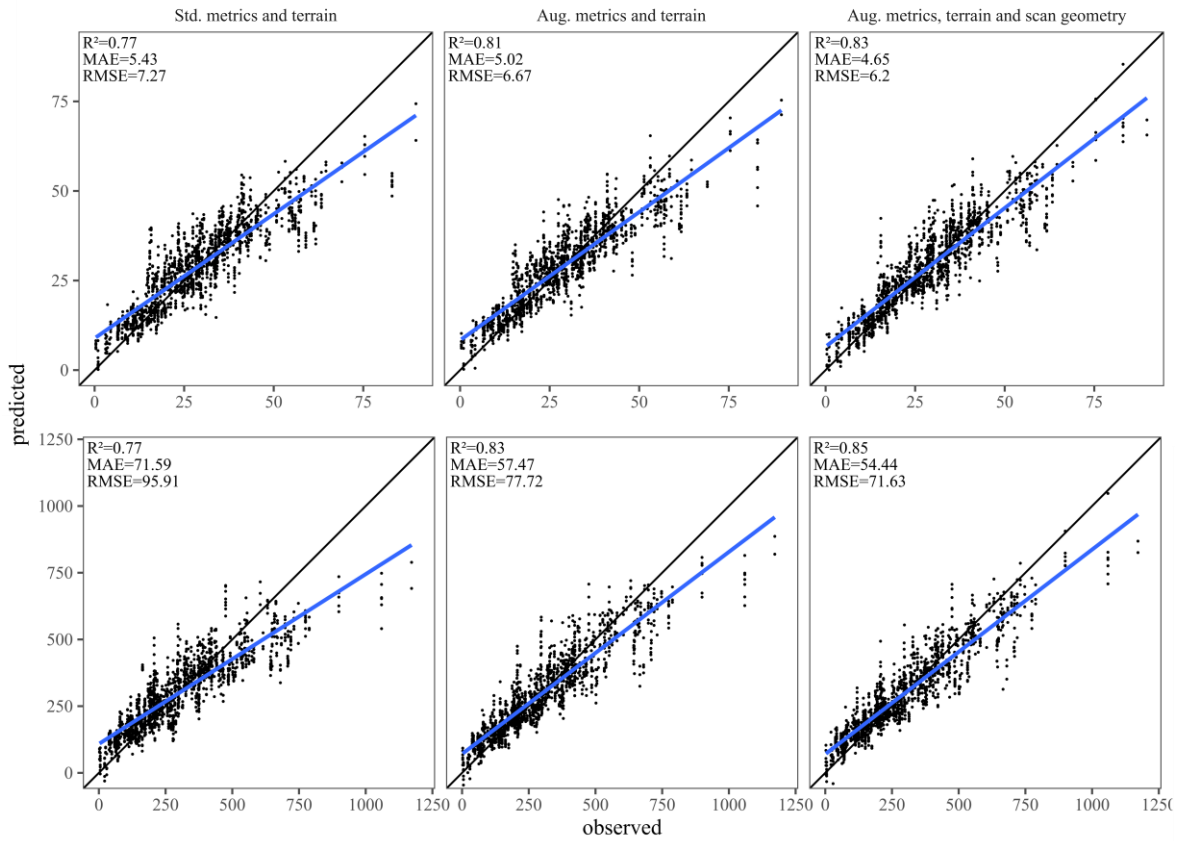 Std. metrics and terrain
Aug. metrics and terrain
Aug. metrics, terrain and scan geometry
R²=0.77
MAE=5.43
RMSE=7.27
R²=0.81
MAE=5.02
RMSE=6.67
R²=0.83
MAE=4.65
RMSE=6.2
75
50
25
0
0 25 50 75
0 25 50 75
0 25 50 75
predicted
R²=0.77
MAE=71.59
RMSE=95.91
R²=0.83
MAE=57.47
RMSE=77.72
R²=0.85
MAE=54.44
RMSE=71.63
1250
1000
750
500
250
0
0 250 500 750 1000 1250
0 250 500 750 1000 1250
0 250 500 750 1000 125
observed